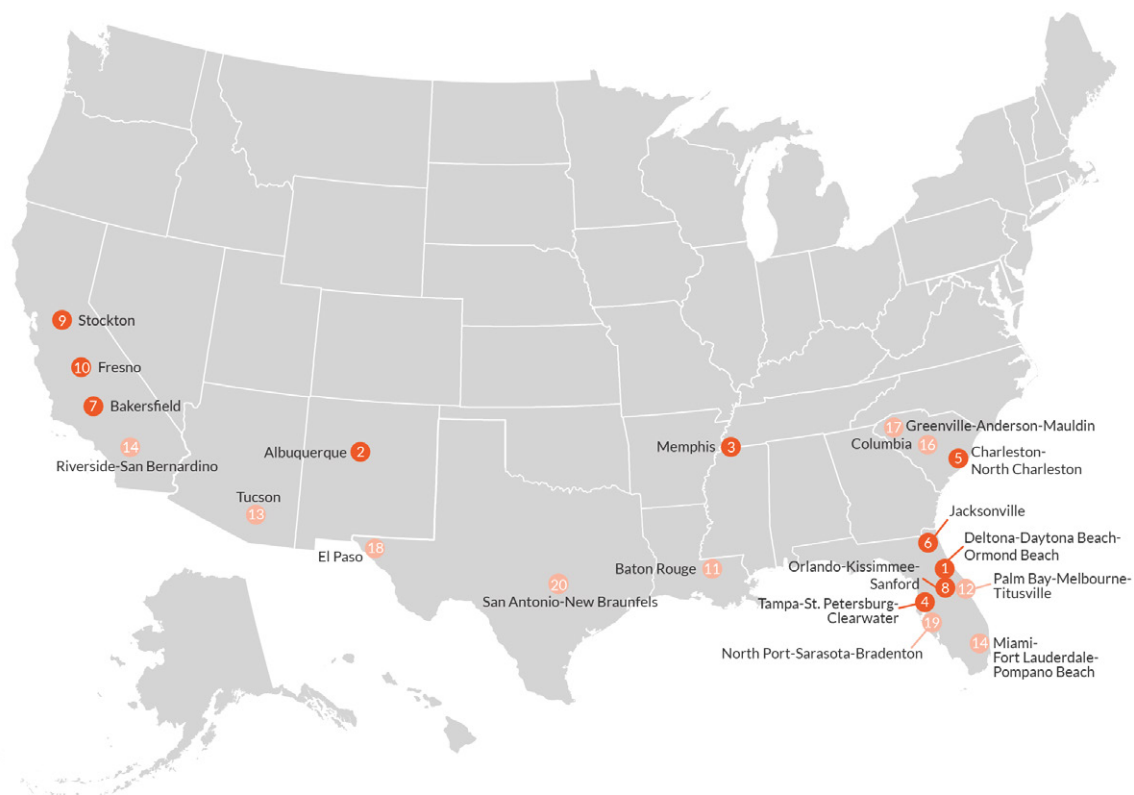 9 Stockton
10 Fresno
7 Bakersfield
14
Riverside-San Bernardino
Albuquerque 2
Tucson
13
El Paso 18
20
San Antonio-New Braunfels
Memphis 3
Baton Rouge 11
17 Greenville-Anderson-Mauldin
Columbia 16
5 Charleston-
North Charleston
Jacksonville
6
Deltona-Daytona Beach-
Ormond Beach
1
Orlando-Kissimmee-
Sanford
8
12 Palm Bay-Melbourne-
Titusville
Tampa-St. Petersburg-
Clearwater
4
19
North Port-Sarasota-Bradenton
14 Miami-
Fort Lauderdale-
Pompano Beach